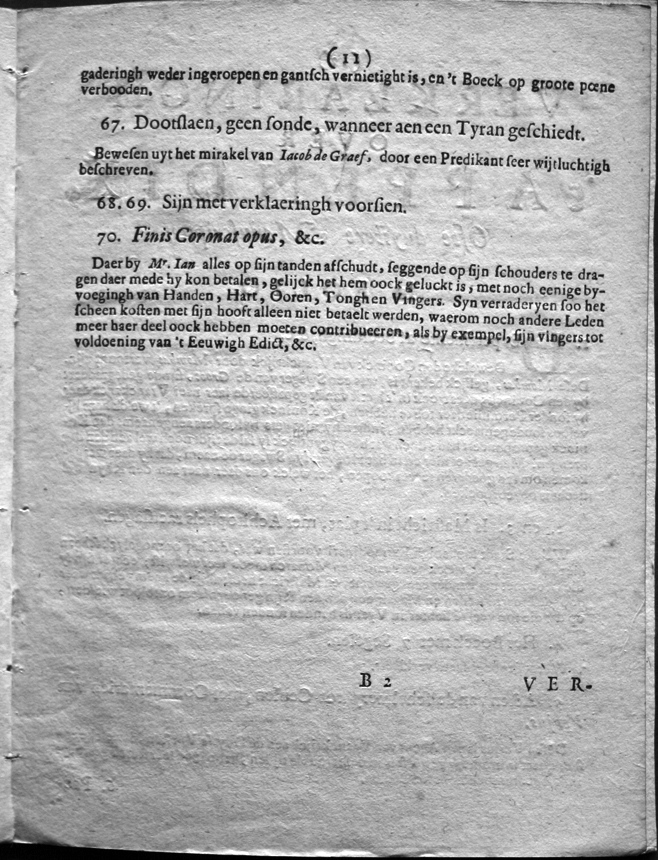 (11)
gaderingh weder ingeroepen en gantſch vernietight is, en 't Boeck op groote pœne
verbooden.
67. Dootſlaen, geen ſonde, wanneer aen een Tyran geſchiedt.
Beweſen uyt het mirakel van Iacob de Graef, door een Predikant ſeer wijtluchtigh
beſchreven.
68. 69. Sijn met verklaeringh voorſien.
70. Finis Coronat opus, &c.
Daer by Mr. Ian alles op ſijn tanden afſchudt, ſeggende op ſijn ſchouders te dra-
gen daer mede hy kon betalen, gelijck het hem oock geluckt is, met noch eenige by-
voegingh van Handen, Hart, Ooren, Tongh en Vingers. Syn verraderyen ſoo het
ſcheen koſten met ſijn hooft alleen niet betaelt werden, waerom noch andere Leden
meer haer deel oock hebben moeten contribueeren, als by exempel, ſijn vingers tot
voldoening van 't Eeuwigh Edict, &c.
B 2 VER-